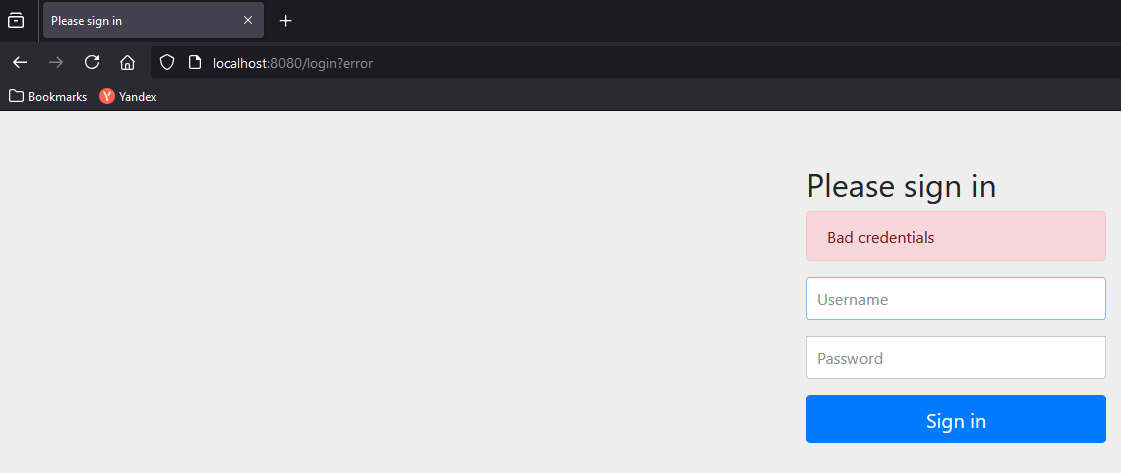 Please sign in
localhost:8080/login?error
Bookmarks Yandex
Please sign in
Bad credentials
Username
Password
Sign in